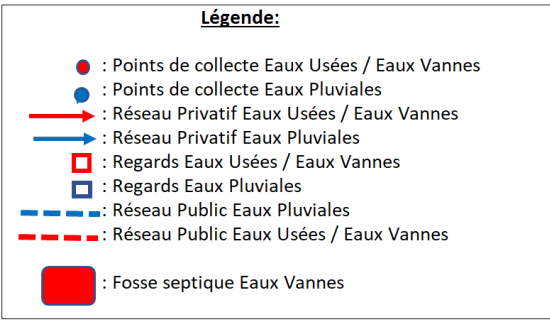 Légende:
: Points de collecte Eaux Usées / Eaux Vannes
: Points de collecte Eaux Pluviales
: Réseau Privatif Eaux Usées / Eaux Vannes
: Réseau Privatif Eaux Pluviales
: Regards Eaux Usées / Eaux Vannes
: Regards Eaux Pluviales
: Réseau Public Eaux Pluviales
: Réseau Public Eaux Usées / Eaux Vannes
: Fosse septique Eaux Vannes